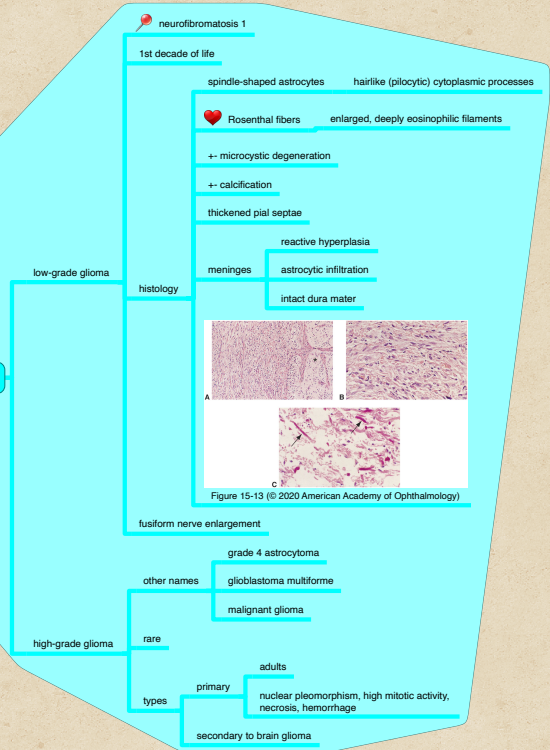 neurofibromatosis 1
1st decade of life
spindle-shaped astrocytes
hairlike (pilocytic) cytoplasmic processes
Rosenthal fibers
enlarged, deeply eosinophilic filaments
+- microcystic degeneration
+- calcification
thickened pial septae
reactive hyperplasia
meninges
astrocytic infiltration
intact dura mater
low-grade glioma
histology
*
A
B
C
Figure 15-13 (© 2020 American Academy of Ophthalmology)
fusiform nerve enlargement
grade 4 astrocytoma
other names
glioblastoma multiforme
malignant glioma
high-grade glioma
rare
adults
primary
nuclear pleomorphism, high mitotic activity,
necrosis, hemorrhage
types
secondary to brain glioma